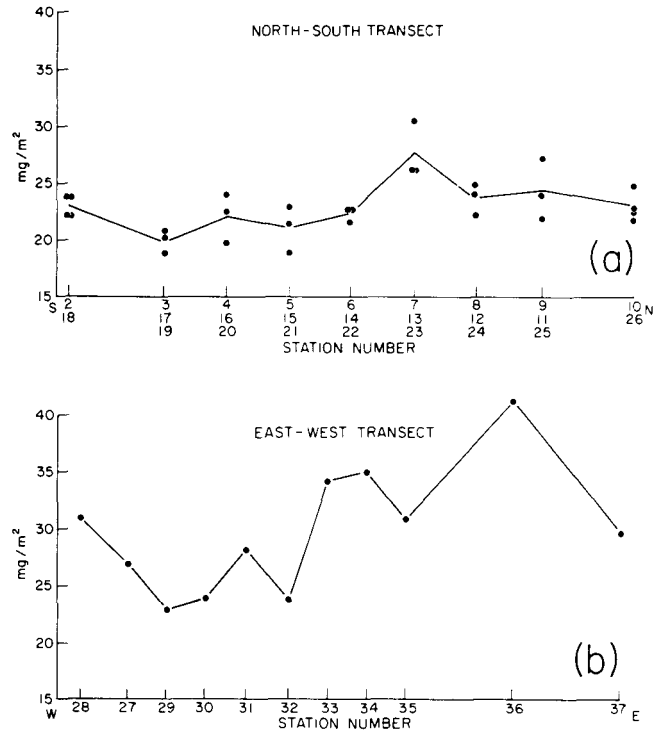 40
NORTH-SOUTH TRANSECT
35
30
mg/m²
25
20
(a)
15
S 2 3 4 5 6 7 8 9 10 N
18 17 16 15 14 13 12 11 26
19 20 21 22 23 24 25
STATION NUMBER
40
EAST-WEST TRANSECT
35
30
mg/m²
25
20
(b)
15
W 28 27 29 30 31 32 33 34 35 36 37 E
STATION NUMBER